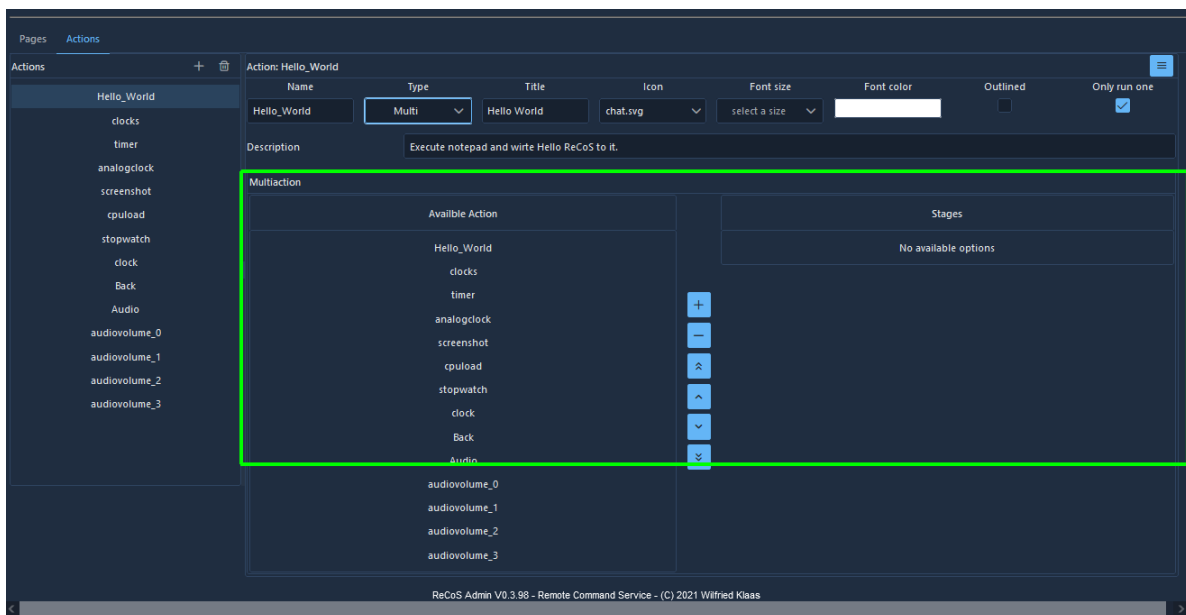 Pages Actions
Actions
Action: Hello_World
Name Type Title Icon Font size Font color Outlined Only run one
Hello_World Multi Hello World chat.svg select a size
Description Execute notepad and wirte Hello ReCoS to it.
Hello_World
clocks
timer
analogclock
screenshot
cpuload
stopwatch
clock
Back
Audio
audiovolume_0
audiovolume_1
audiovolume_2
audiovolume_3
Multiaction
Availble Action
Hello_World
clocks
timer
analogclock
screenshot
cpuload
stopwatch
clock
Back
Audio
audiovolume_0
audiovolume_1
audiovolume_2
audiovolume_3
Stages
No available options
ReCoS Admin V0.3.98 - Remote Command Service - (C) 2021 Wilfried Klaas